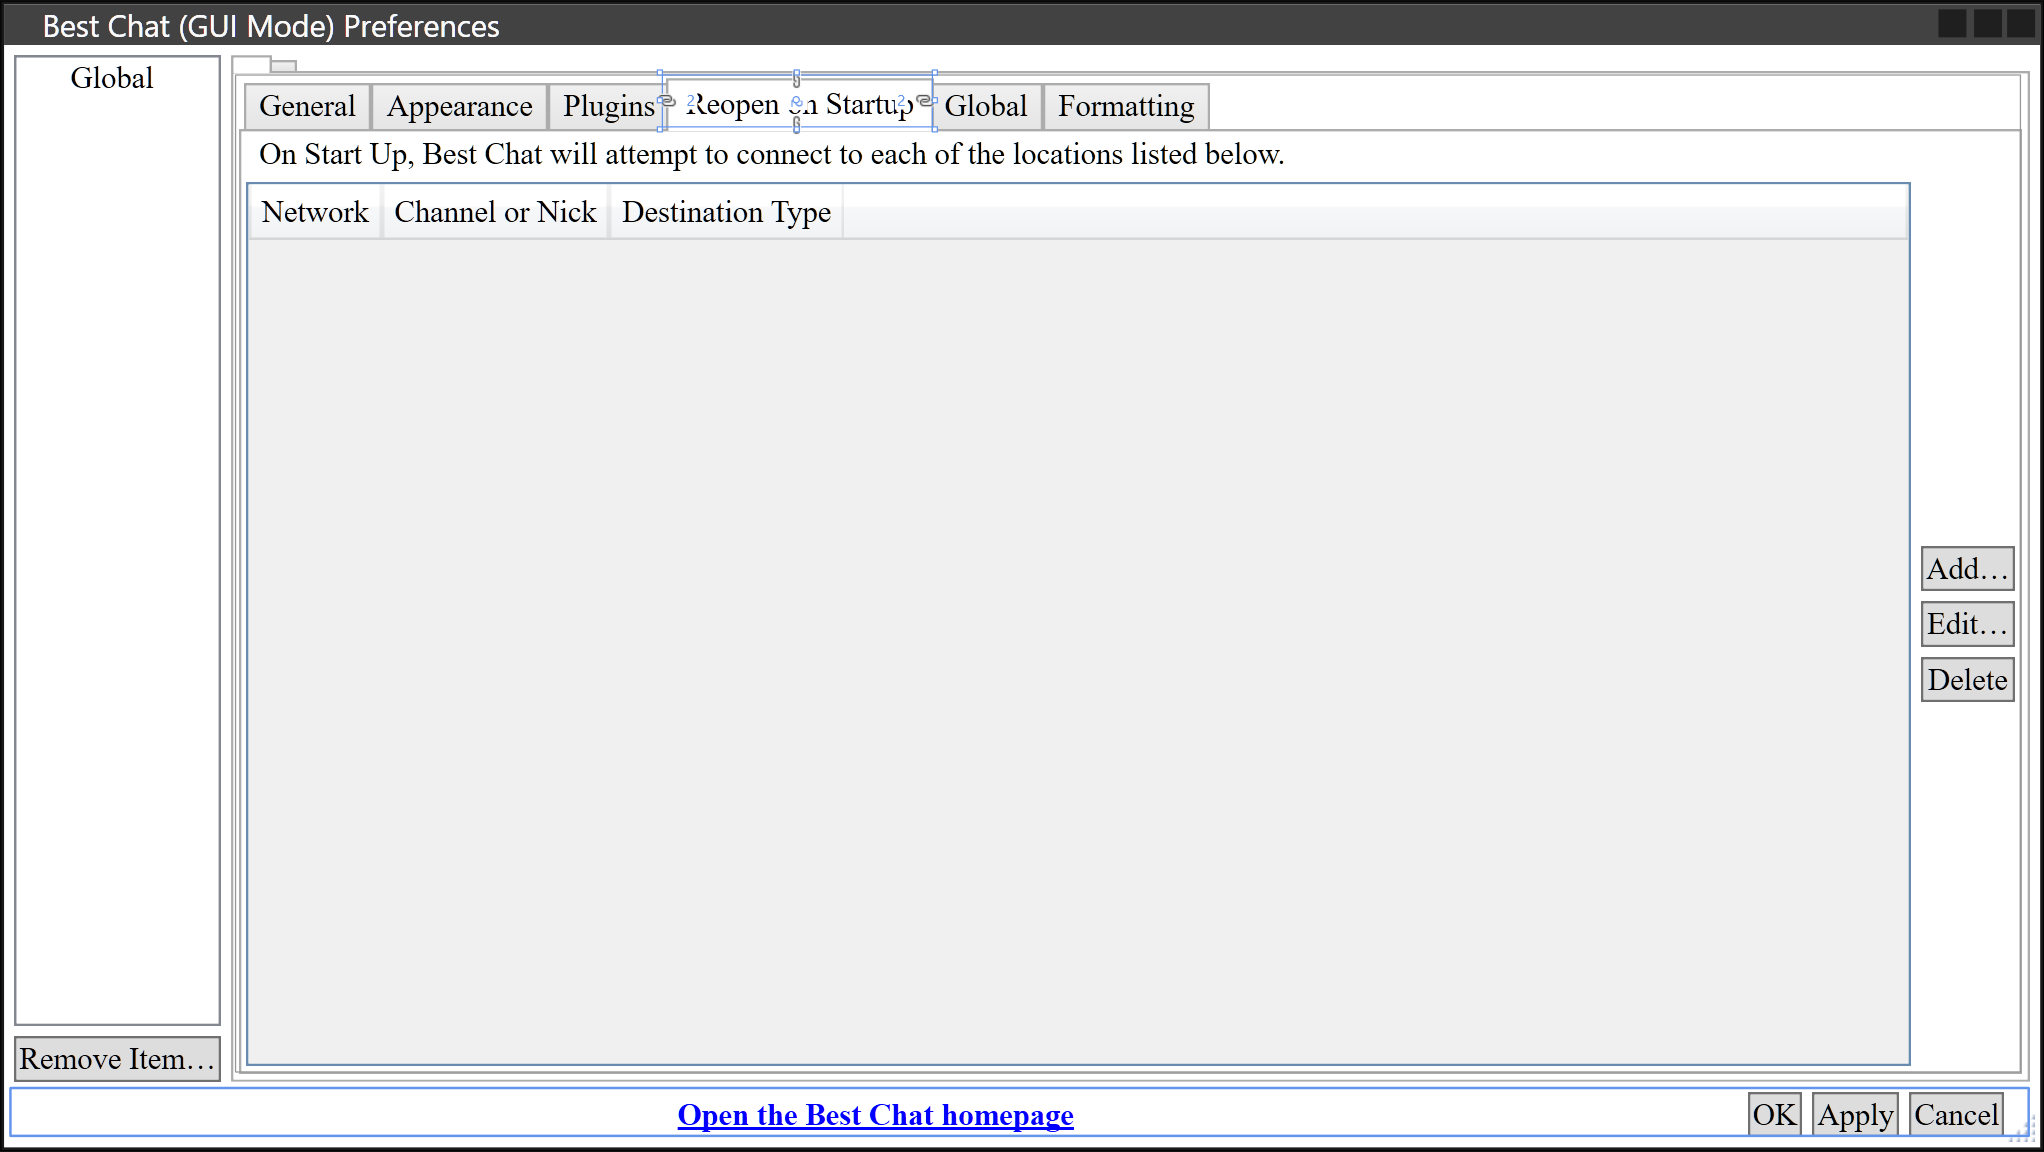 Best Chat (GUI Mode) Preferences
Global
General Appearance Plugins Reopen on Startup Global Formatting
2 2
On Start Up, Best Chat will attempt to connect to each of the locations listed below.
Network Channel or Nick Destination Type
Add...
Edit...
Delete
Remove Item...
Open the Best Chat homepage OK Apply Cancel